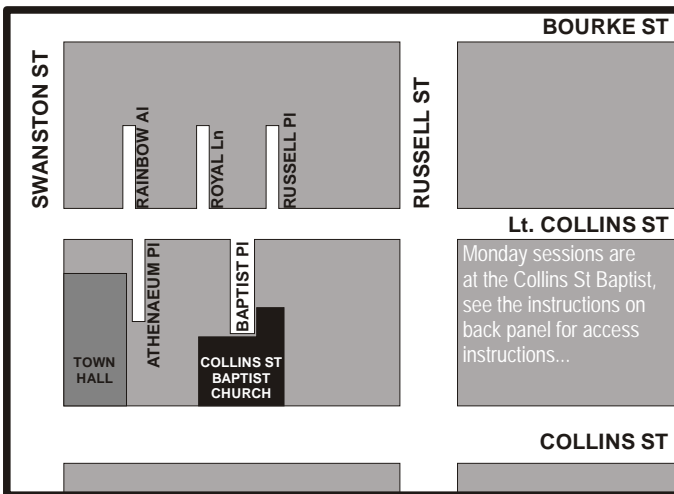 BOURKE ST
SWANSTON ST
RAINBOW Al
ROYAL Ln
RUSSELL Pl
RUSSELL ST
Lt. COLLINS ST
Monday sessions are
at the Collins St Baptist,
see the instructions on
back panel for access
instructions...
ATHENAEUM Pl
BAPTIST Pl
TOWN
HALL
COLLINS ST
BAPTIST
CHURCH
COLLINS ST